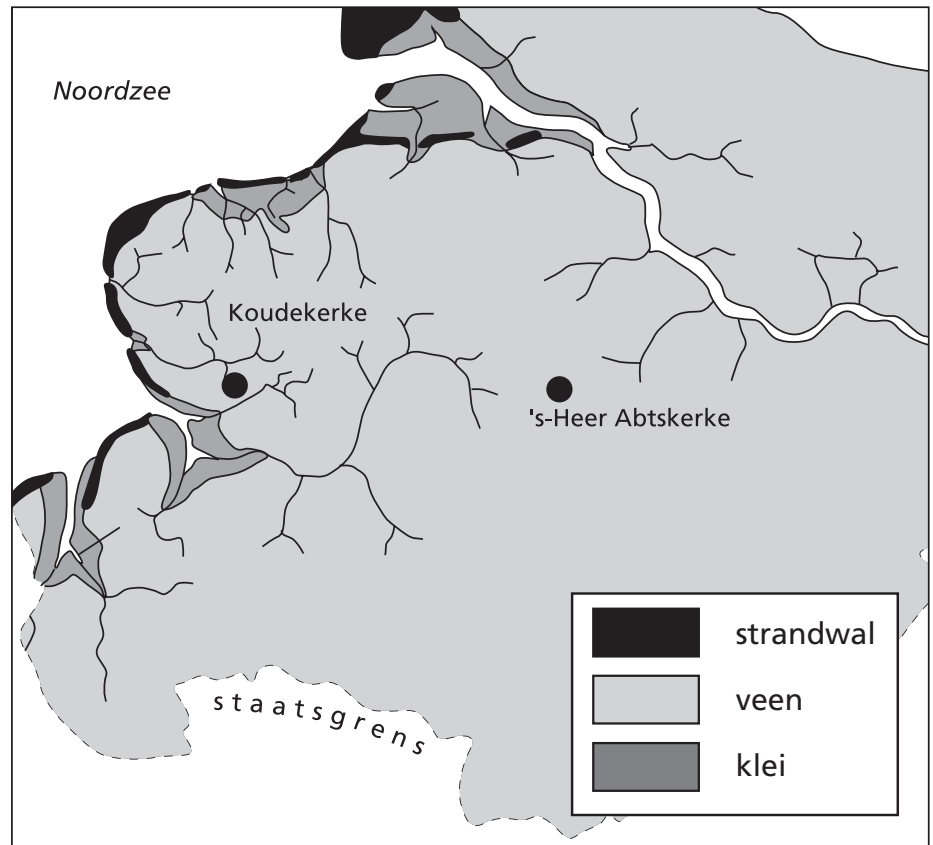 Noordzee
Koudekerke
's-Heer Abtskerke
strandwal
veen
klei
staatsgrens